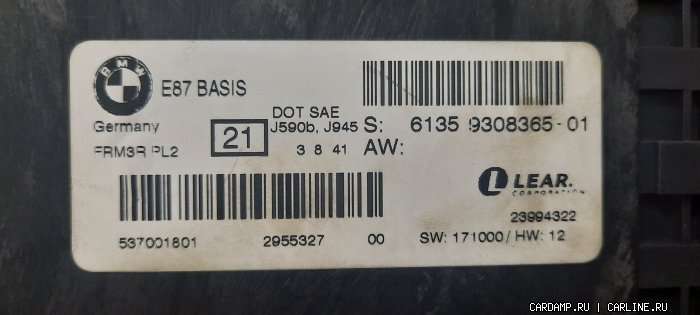 BMW
E87 BASIS
Germany
FRM3R PL2
21
DOT SAE
J590b, J945
3 8 41
S: 6135 9308365-01
AW:
LEAR.
CORPORATION
23994322
537001801 2955327 00
SW: 171000 / HW: 12
CARDAMP.RU | CARLINE.RU